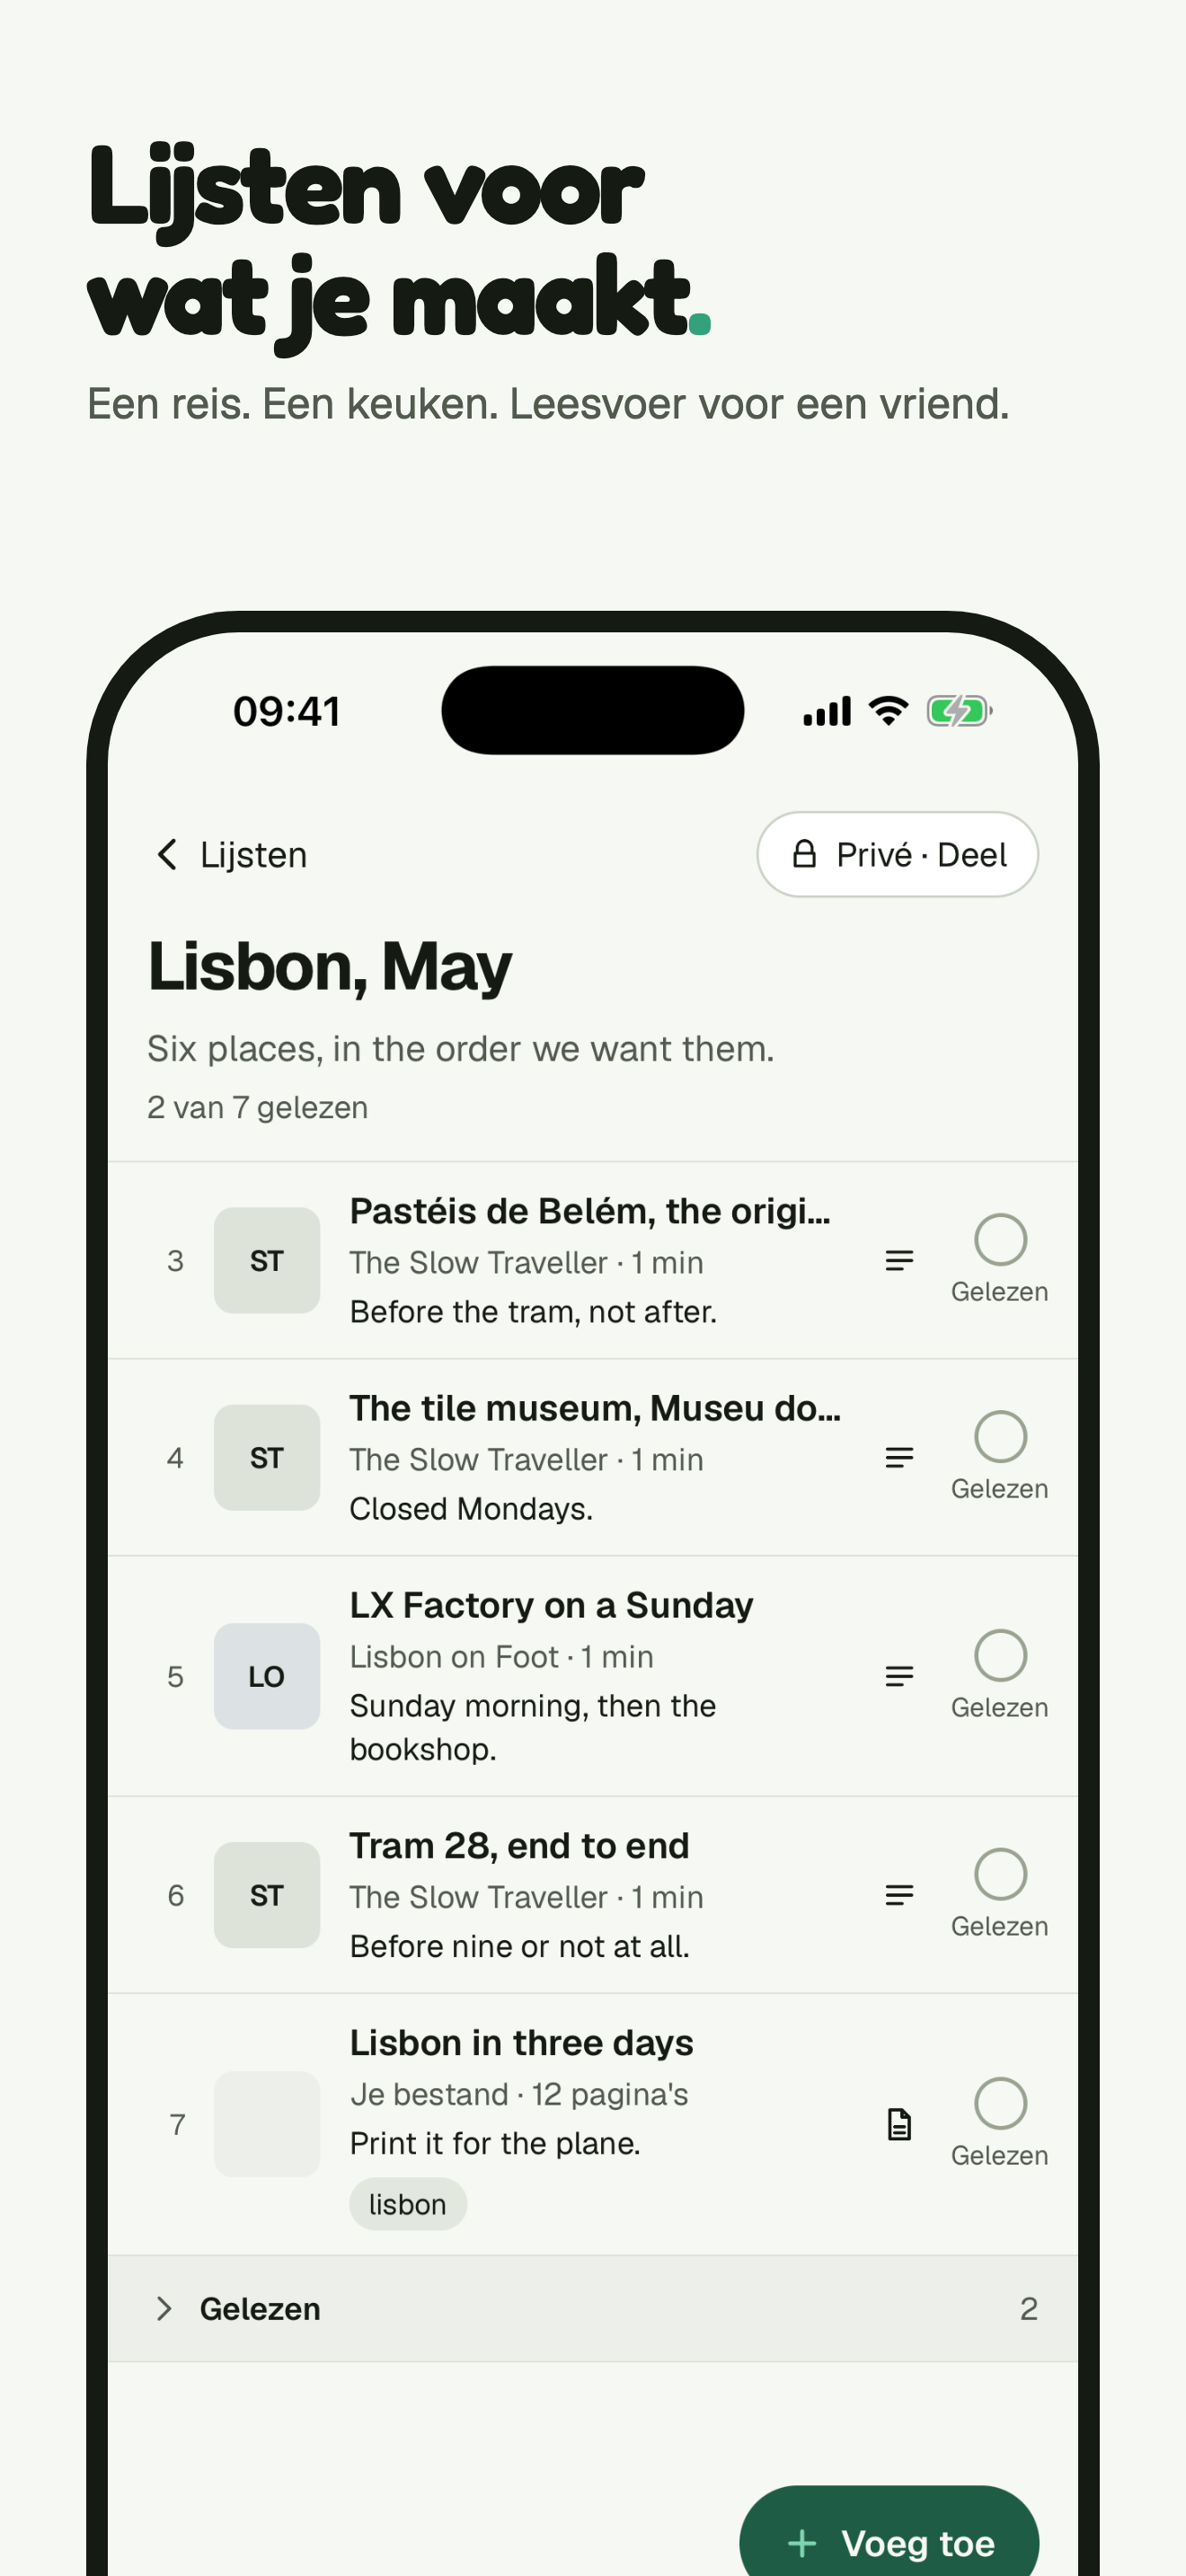 Lijsten voor
wat je maakt.
Een reis. Een keuken. Leesvoer voor een vriend.
09:41
Lijsten
Privé · Deel
Lisbon, May
Six places, in the order we want them.
2 van 7 gelezen
Pastéis de Belém, the origi...
3
ST
The Slow Traveller · 1 min
Before the tram, not after.
Gelezen
The tile museum, Museu do...
4
ST
The Slow Traveller · 1 min
Closed Mondays.
Gelezen
LX Factory on a Sunday
5
LO
Lisbon on Foot · 1 min
Sunday morning, then the
bookshop.
Gelezen
Tram 28, end to end
6
ST
The Slow Traveller · 1 min
Before nine or not at all.
Gelezen
Lisbon in three days
7
Je bestand · 12 pagina's
Print it for the plane.
lisbon
Gelezen
Gelezen
2
Voeg toe